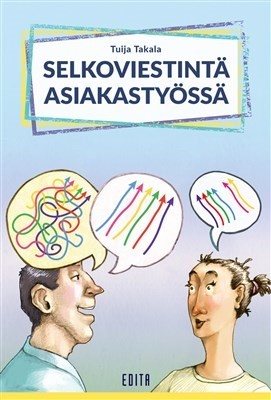 Tuija Takala
SELKOVIESTINTÄ
ASIAKASTYÖSSÄ
EDITA